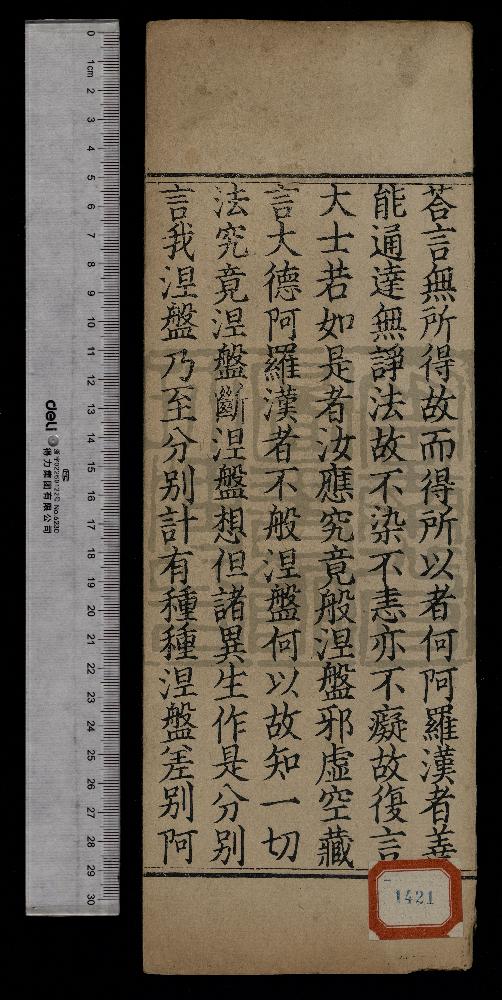 答言無所得故而得所以者何阿羅漢者善
能通達無諍法故不染不恚亦不癡故復言
大士若如是者汝應究竟般涅盤邪虛空藏
言大德阿羅漢者不般涅盤何以故知一切
法究竟涅盤斷涅盤想但諸異生作是分別
言我涅盤乃至分別計有種種涅盤差別阿
1421
0 1cm 2 3 4 5 6 7 8 9 10 11 12 13 14 15 16 17 18 19 20 21 22 23 24 25 26 27 28 29 30
deli
得力集团有限公司
No.6230